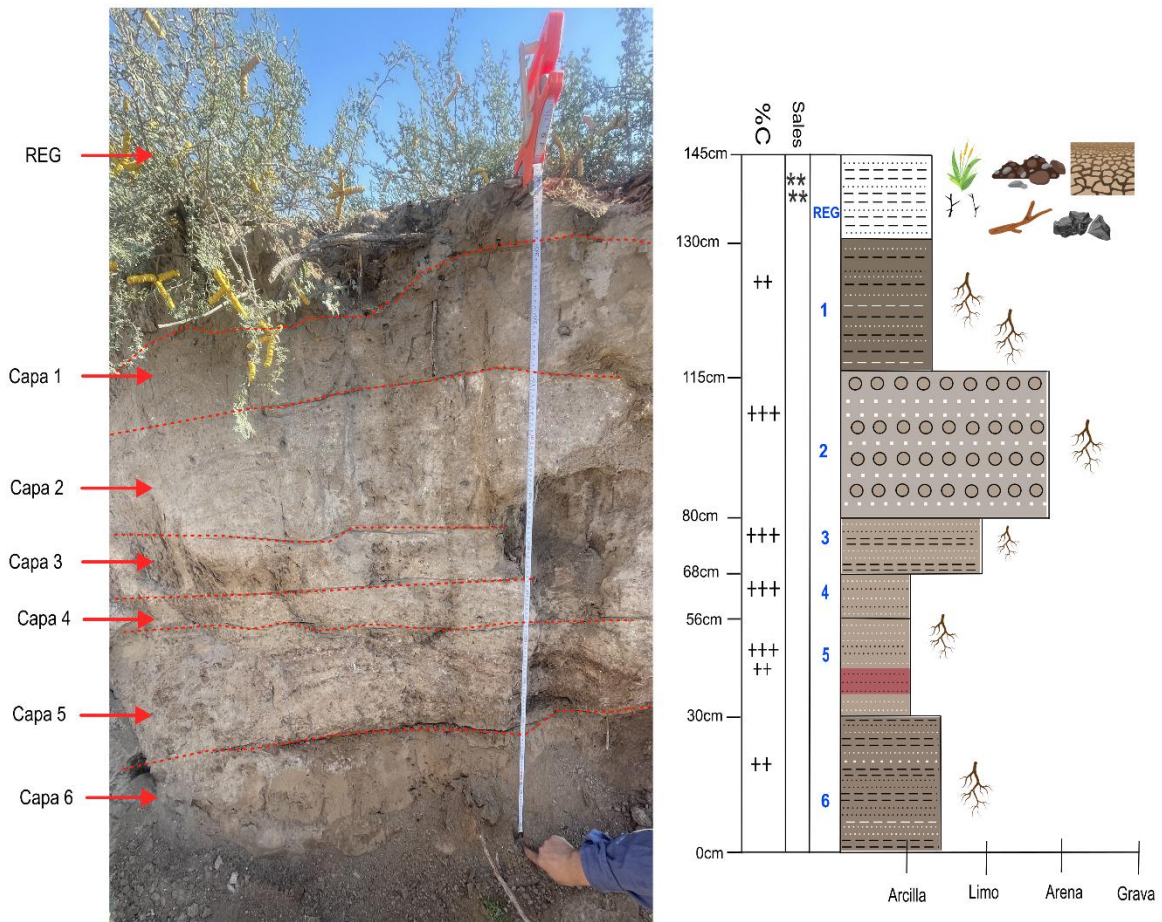 REG
Capa 1
Capa 2
Capa 3
Capa 4
Capa 5
Capa 6
%C
Sales
145cm
**
**
REG
130cm
++
1
115cm
+++
2
80cm
+++
3
68cm
+++
4
56cm
+++
++
5
30cm
++
6
0cm
Arcilla
Limo
Arena
Grava